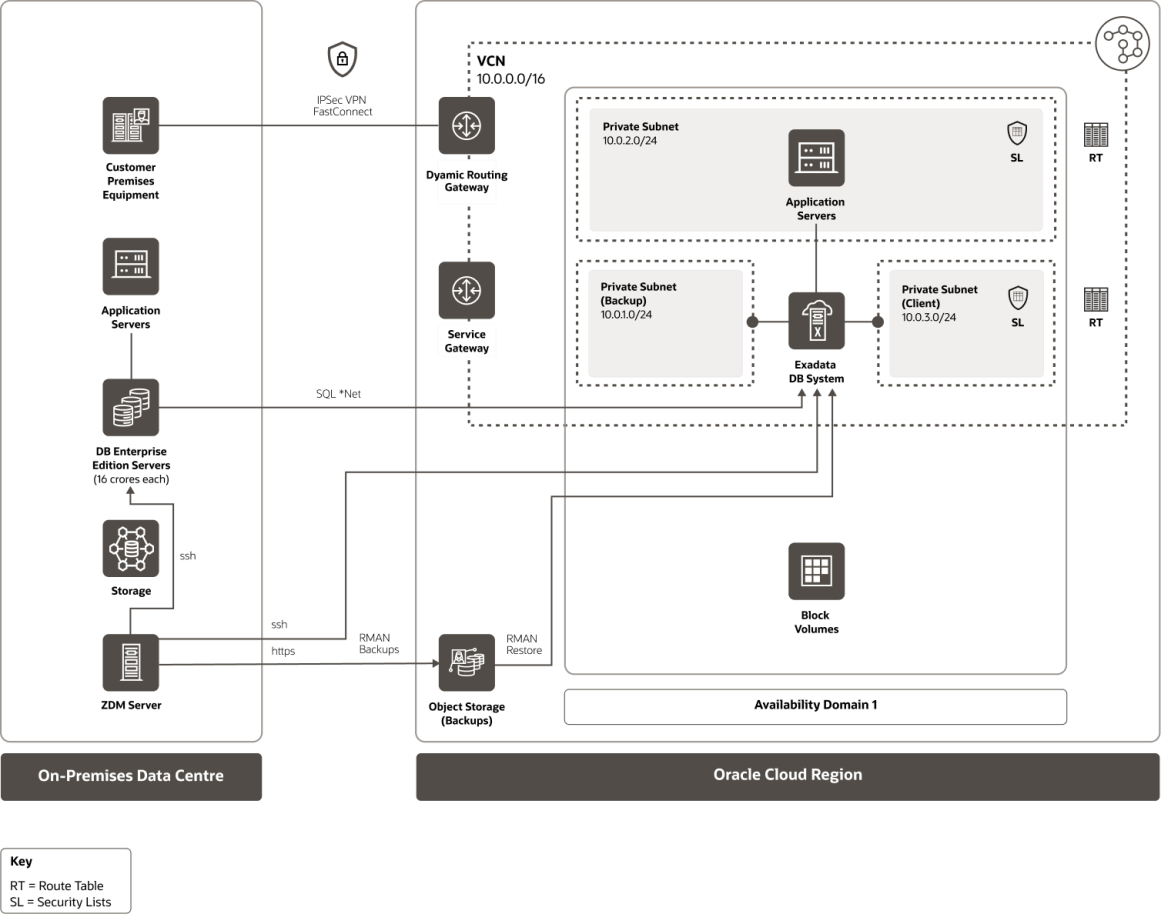 IPSec VPN
FastConnect
Customer
Premises
Equipment
Application
Servers
DB Enterprise
Edition Servers
(16 crores each)
ssh
Storage
ZDM Server
SQL *Net
ssh
https
RMAN
Backups
VCN
10.0.0.0/16
Dyamic Routing
Gateway
Service
Gateway
Private Subnet
10.0.2.0/24
Application
Servers
SL
RT
Private Subnet
(Backup)
10.0.1.0/24
Exadata
DB System
X
Private Subnet
(Client)
10.0.3.0/24
SL
RT
Block
Volumes
RMAN
Restore
Object Storage
(Backups)
Availability Domain 1
On-Premises Data Centre
Oracle Cloud Region
Key
RT = Route Table
SL = Security Lists